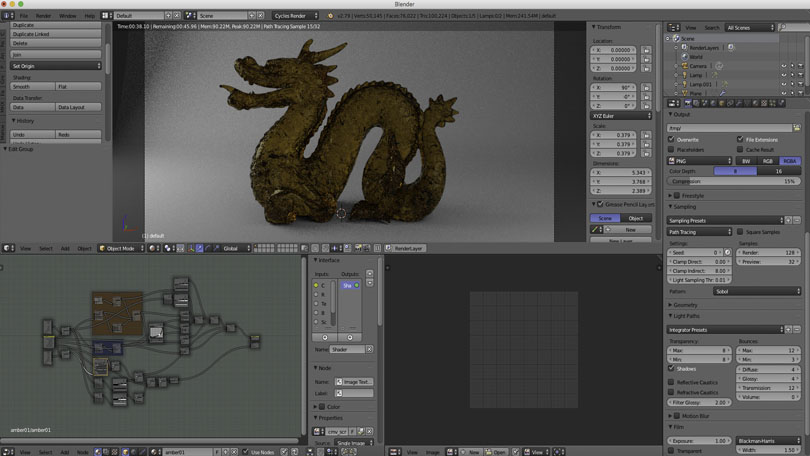 Blender
File Render Window Help
Default
Scene
Cycles Render
v2.79 | Verts:50,145 | Faces:76,022 | Tris:100,224 | Objects:1/5 | Lamps:0/2 | Mem:241.54M | default
Duplicate
Duplicate Linked
Delete
Join
Set Origin
Shading:
Smooth Flat
Data Transfer:
Data Data Layout
History
Undo Redo
Edit Group
Time:00:38.10 | Remaining:00:45.96 | Mem:90.22M, Peak:90.22M | Path Tracing Sample 15/32
(1) default
View Select Add Object
Object Mode
Global
RenderLayer
Transform
Location:
X: 0.00000
Y: 0.00000
Z: 0.00000
Rotation:
X: 90°
Y: -0°
Z: 0°
XYZ Euler
Scale:
X: 0.379
Y: 0.379
Z: 0.379
Dimensions:
X: 5.343
Y: 3.768
Z: 2.389
Grease Pencil Layers
Scene Object
New
New Layer
View Search All Scenes
Scene
RenderLayers
World
Camera
Lamp
Lamp.001
Plane
Output
/tmp/
Overwrite File Extensions
Placeholders Cache Result
PNG BW RGB RGBA
Color Depth: 8 16
Compression: 15%
Freestyle
Sampling
Sampling Presets
Path Tracing Square Samples
Settings: Samples:
Seed: 0 Render: 128
Clamp Direct: 0.00 Preview: 32
Clamp Indirect: 8.00
Light Sampling Thr: 0.01
Pattern: Sobol
Geometry
Light Paths
Integrator Presets
Transparency: Bounces:
Max: 8 Max: 12
Min: 8 Min: 3
Shadows Diffuse: 4
Glossy: 4
Reflective Caustics Transmission: 12
Refractive Caustics Volume: 0
Filter Glossy: 2.00
Motion Blur
Film
Exposure: 1.00 Blackman-Harris
Transparent Width: 1.50
Interface
Inputs: Outputs:
C Sha
R
Te
B
Sc
Name: Shader
Node
Name: Image Text...
Label:
Color
Properties
F
Source: Single Image
amber01/amber01
View Select Add Node
amber01
F
Use Nodes
View Image
New
Open
View